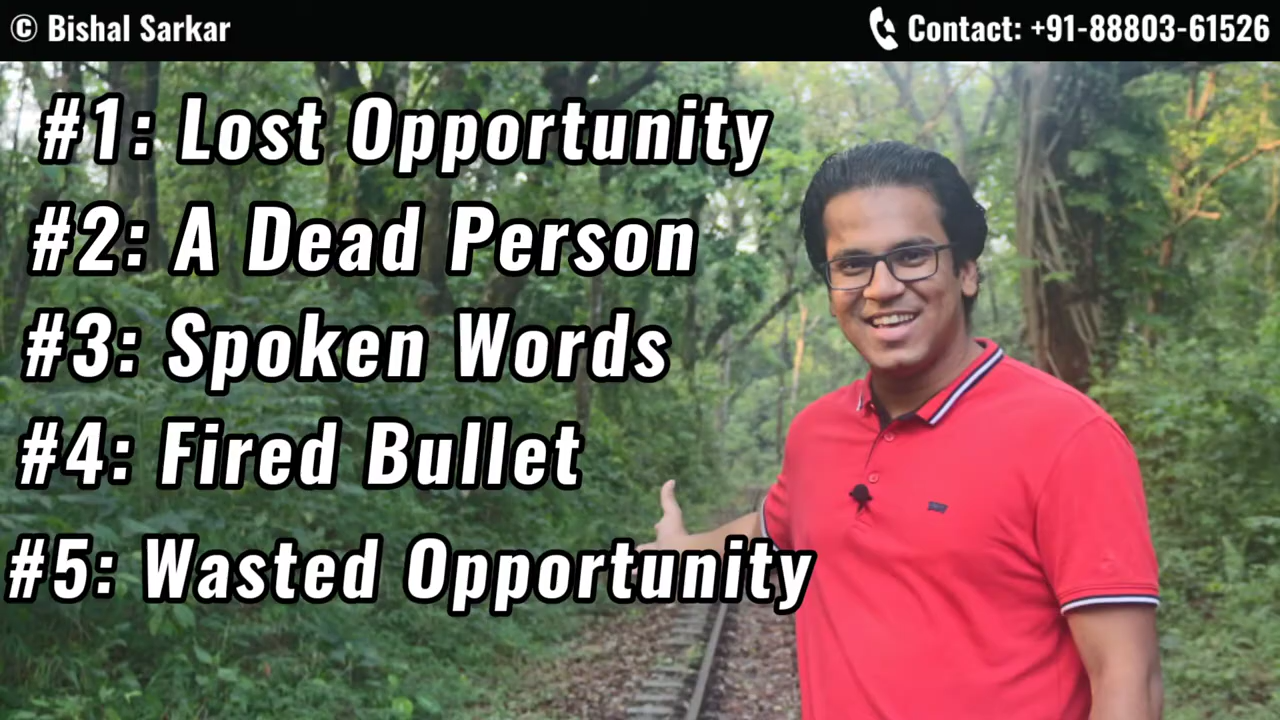 © Bishal Sarkar
Contact: +91-88803-61526
#1: Lost Opportunity
#2: A Dead Person
#3: Spoken Words
#4: Fired Bullet
#5: Wasted Opportunity